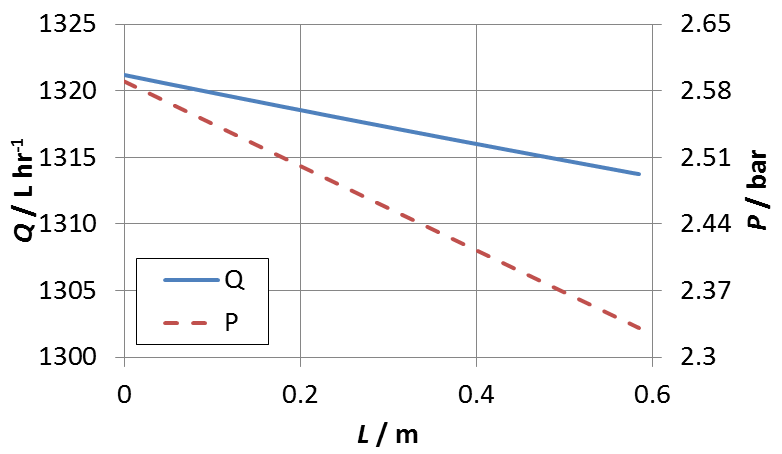 1325
1320
1315
1310
1305
1300
Q / L hr⁻¹
2.65
2.58
2.51
2.44
2.37
2.3
P / bar
Q
P
0 0.2 0.4 0.6
L / m